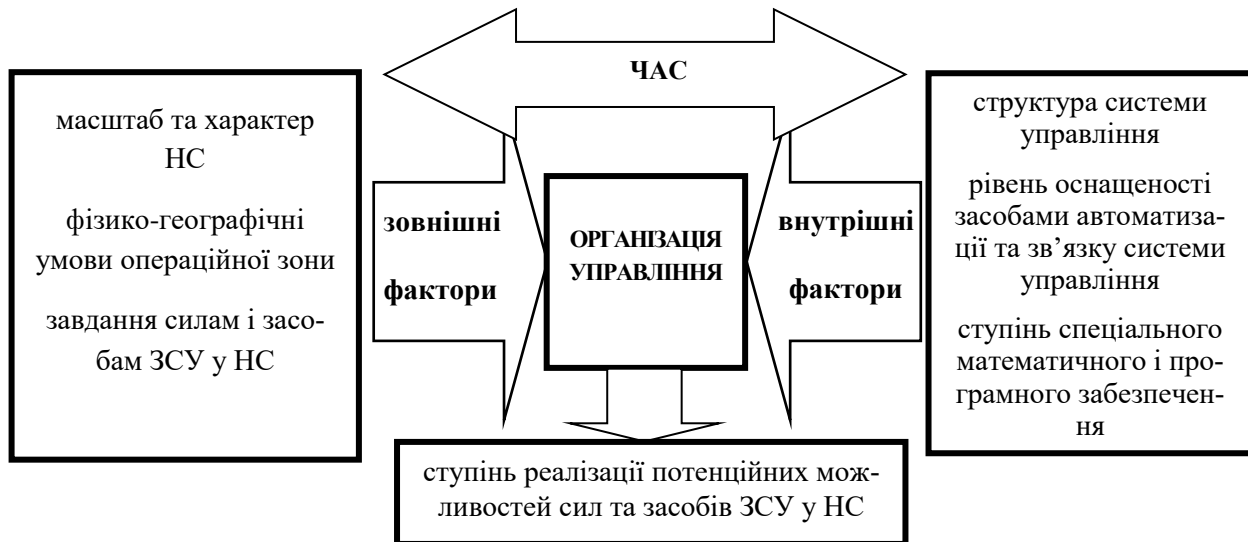 ЧАС
масштаб та характер
НС
фізико-географічні
умови операційної зони
завдання силам і засо-
бам ЗСУ у НС
зовнішні
фактори
ОРГАНІЗАЦІЯ
УПРАВЛІННЯ
внутрішні
фактори
структура системи
управління
рівень оснащеності
засобами автоматиза-
ції та зв’язку системи
управління
ступінь спеціального
математичного і про-
грамного забезпечен-
ня
ступінь реалізації потенційних мож-
ливостей сил та засобів ЗСУ у НС